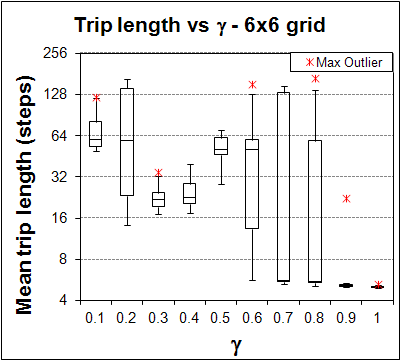 Trip length vs γ - 6x6 grid
Max Outlier
Mean trip length (steps)
256
128
64
32
16
8
4
0.1 0.2 0.3 0.4 0.5 0.6 0.7 0.8 0.9 1
γ